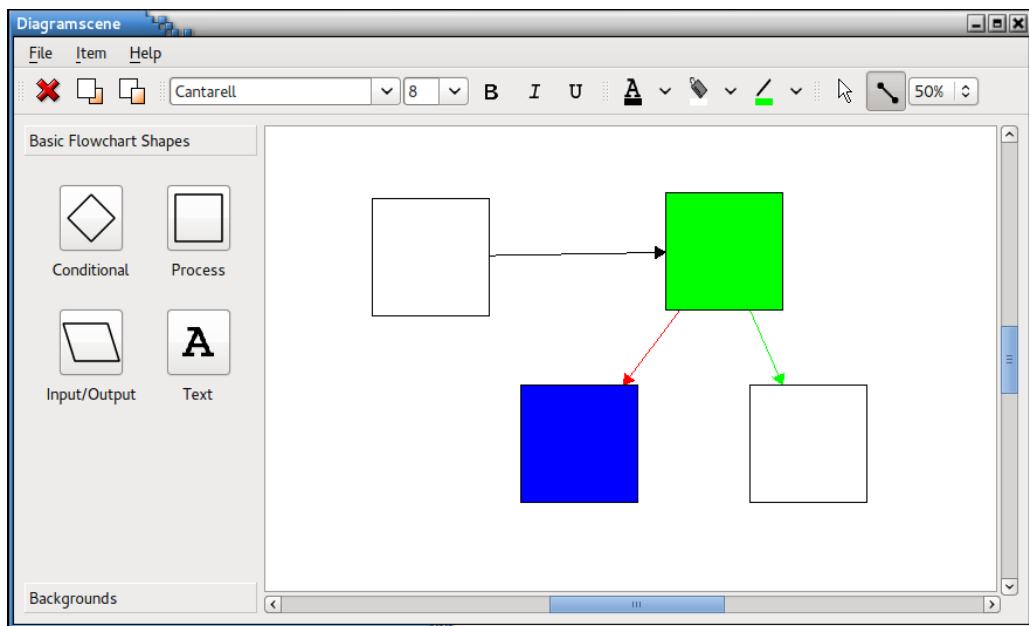 Diagramscene
File Item Help
Cantarell 8 B I U A 50%
Basic Flowchart Shapes
Conditional Process
A
Input/Output Text
Backgrounds